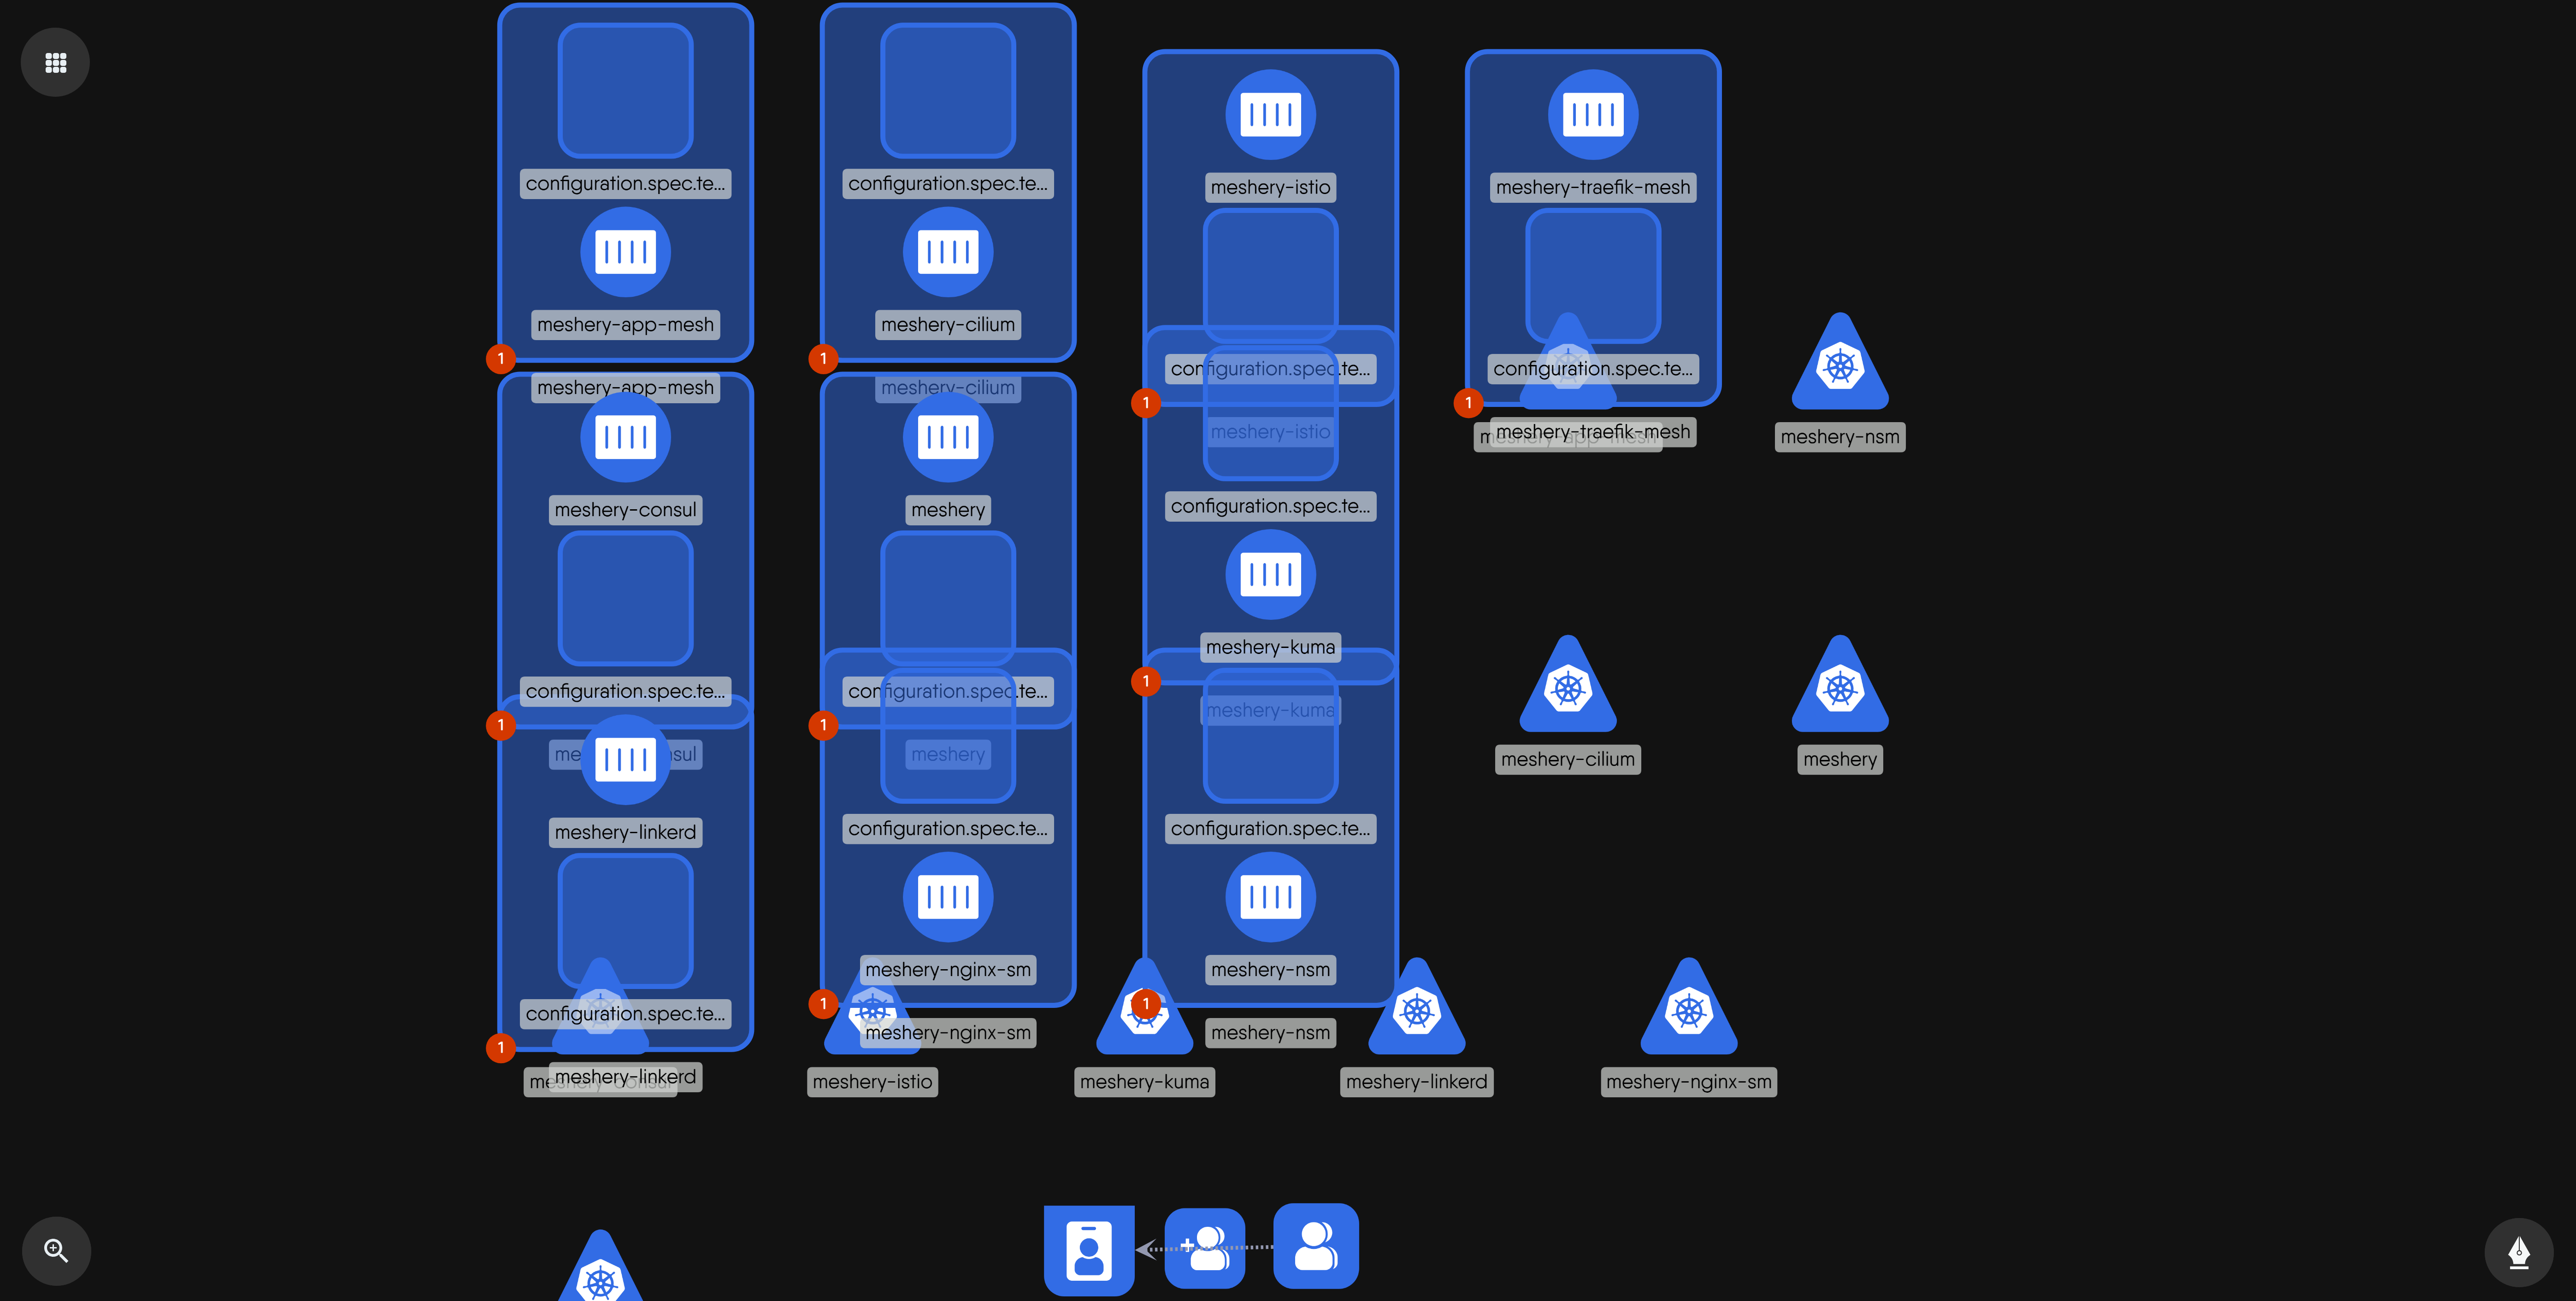 configuration.spec.te...
meshery-app-mesh
1
meshery-app-mesh
meshery-consul
configuration.spec.te...
1
meshery-linkerd
configuration.spec.te...
1
meshery-linkerd
configuration.spec.te...
meshery-cilium
1
meshery-cilium
meshery
configuration.spec.te...
1
meshery
configuration.spec.te...
meshery-nginx-sm
1
meshery-nginx-sm
meshery-istio
meshery-istio
configuration.spec.te...
1
meshery-istio
configuration.spec.te...
meshery-kuma
1
meshery-kuma
configuration.spec.te...
meshery-nsm
1
meshery-nsm
meshery-kuma
meshery-traefik-mesh
configuration.spec.te...
1
meshery-traefik-mesh
meshery-nsm
meshery-cilium
meshery
meshery-linkerd
meshery-nginx-sm